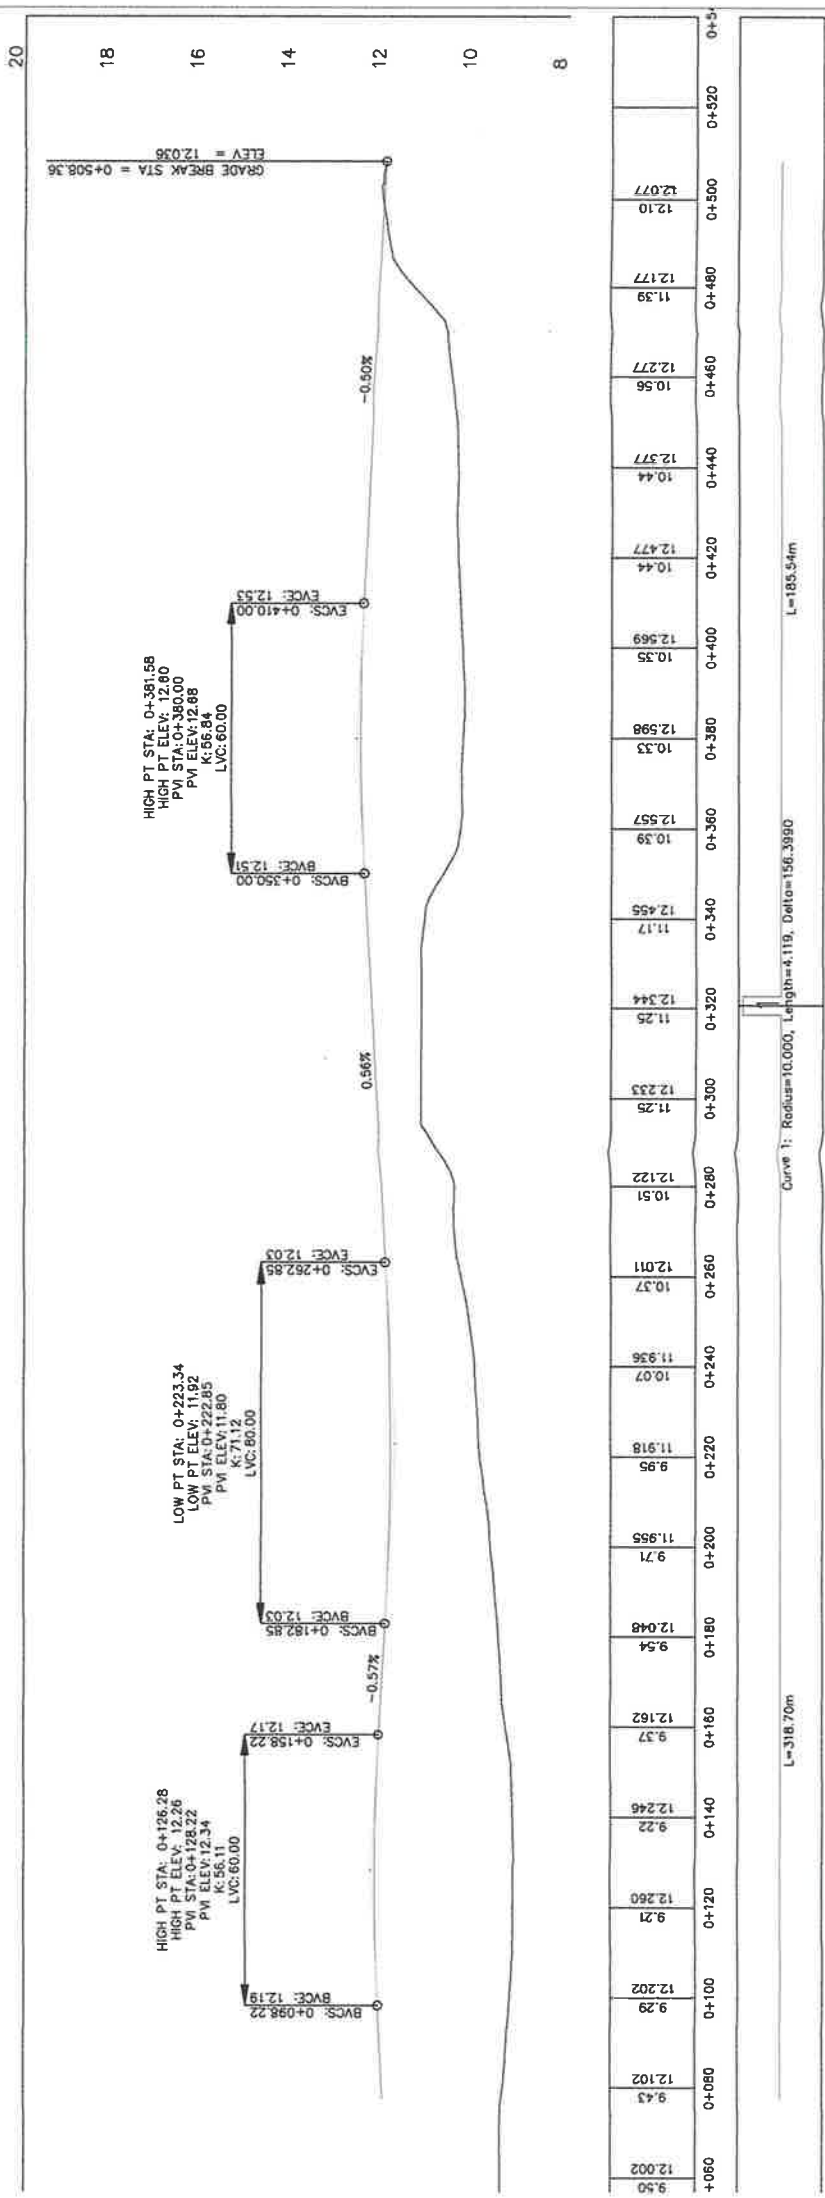 20
18
16
14
12
10
8
HIGH PT STA: 0+126.28
HIGH PT ELEV: 12.26
PVI STA:0+128.22
PVI ELEV:12.34
K:56.11
LVC:60.00
BVCS: 0+098.22
BVCE: 12.19
EVCS: 0+158.22
EVCE: 12.17
-0.57%
LOW PT STA: 0+223.34
LOW PT ELEV: 11.92
PVI STA:0+222.85
PVI ELEV:11.80
K:71.12
LVC:80.00
BVCS: 0+182.85
BVCE: 12.03
EVCS: 0+262.85
EVCE: 12.03
0.56%
HIGH PT STA: 0+381.58
HIGH PT ELEV: 12.60
PVI STA:0+380.00
PVI ELEV:12.68
K:56.84
LVC:60.00
BVCS: 0+350.00
BVCE: 12.51
EVCS: 0+410.00
EVCE: 12.53
-0.50%
GRADE BREAK STA = 0+508.36
ELEV = 12.036
9.50 12.002
9.43 12.102
9.29 12.202
9.21 12.260
9.22 12.246
9.37 12.162
9.54 12.048
9.71 11.955
9.95 11.918
10.07 11.936
10.37 12.011
10.51 12.122
11.25 12.233
11.25 12.344
11.17 12.455
10.39 12.557
10.33 12.598
10.35 12.569
10.44 12.477
10.44 12.377
10.56 12.277
11.39 12.177
12.10 12.077
+060
0+080
0+100
0+120
0+140
0+160
0+180
0+200
0+220
0+240
0+260
0+280
0+300
0+320
0+340
0+360
0+380
0+400
0+420
0+440
0+460
0+480
0+500
0+520
0+54
L=318.70m
Curve 1: Radius=10.000, Length=4.119, Delta=156.3990
L=185.54m